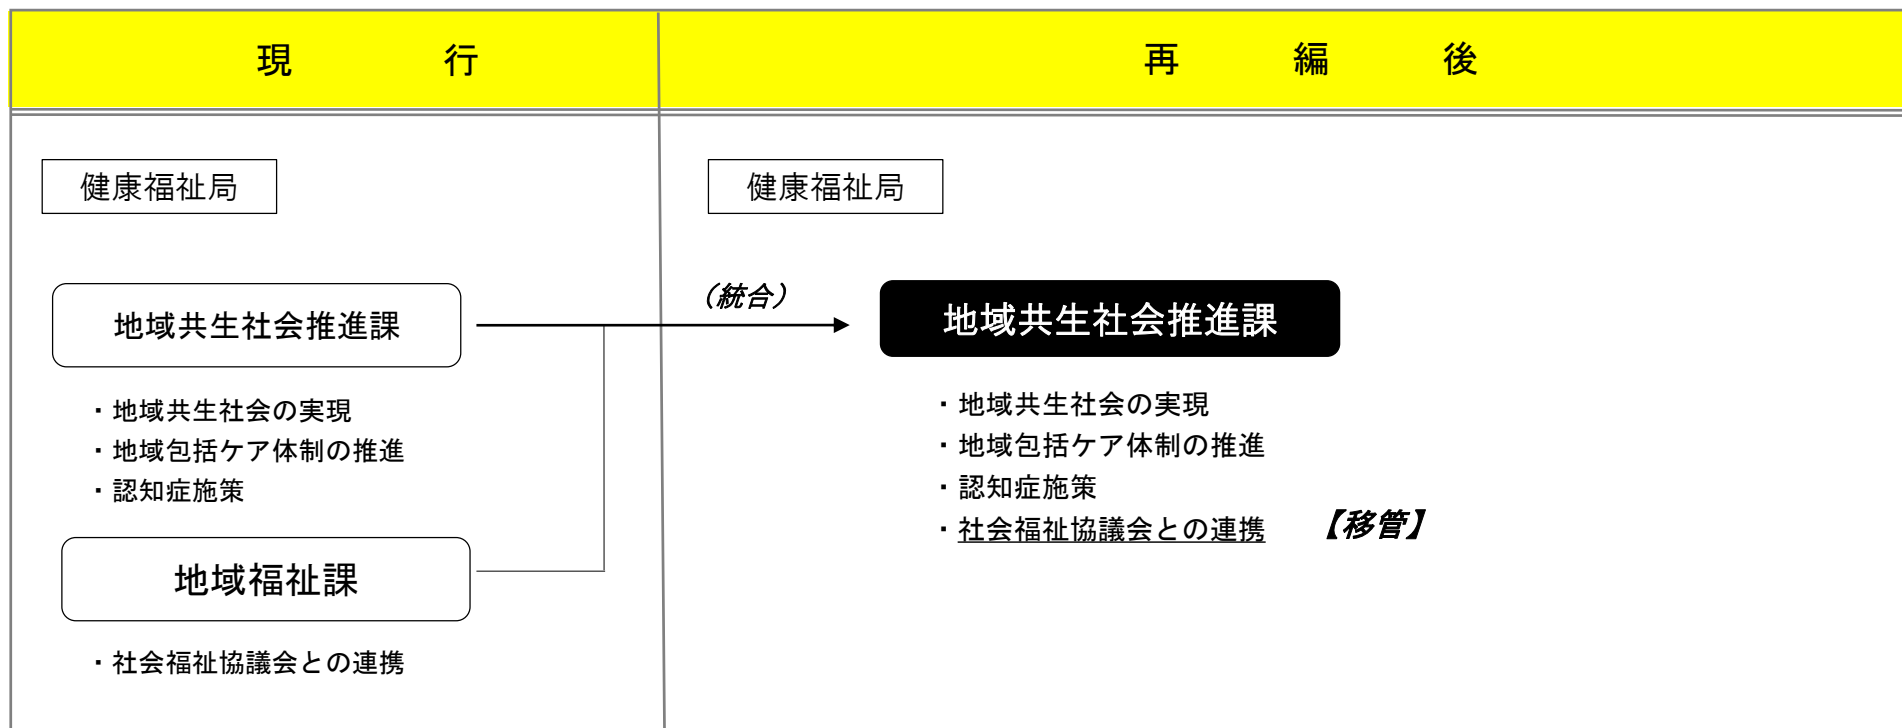 現　行
再　編　後
健康福祉局
健康福祉局
地域共生社会推進課
（統合）
地域共生社会推進課
・地域共生社会の実現
・地域包括ケア体制の推進
・認知症施策
地域福祉課
・社会福祉協議会との連携
・地域共生社会の実現
・地域包括ケア体制の推進
・認知症施策
・社会福祉協議会との連携　【移管】